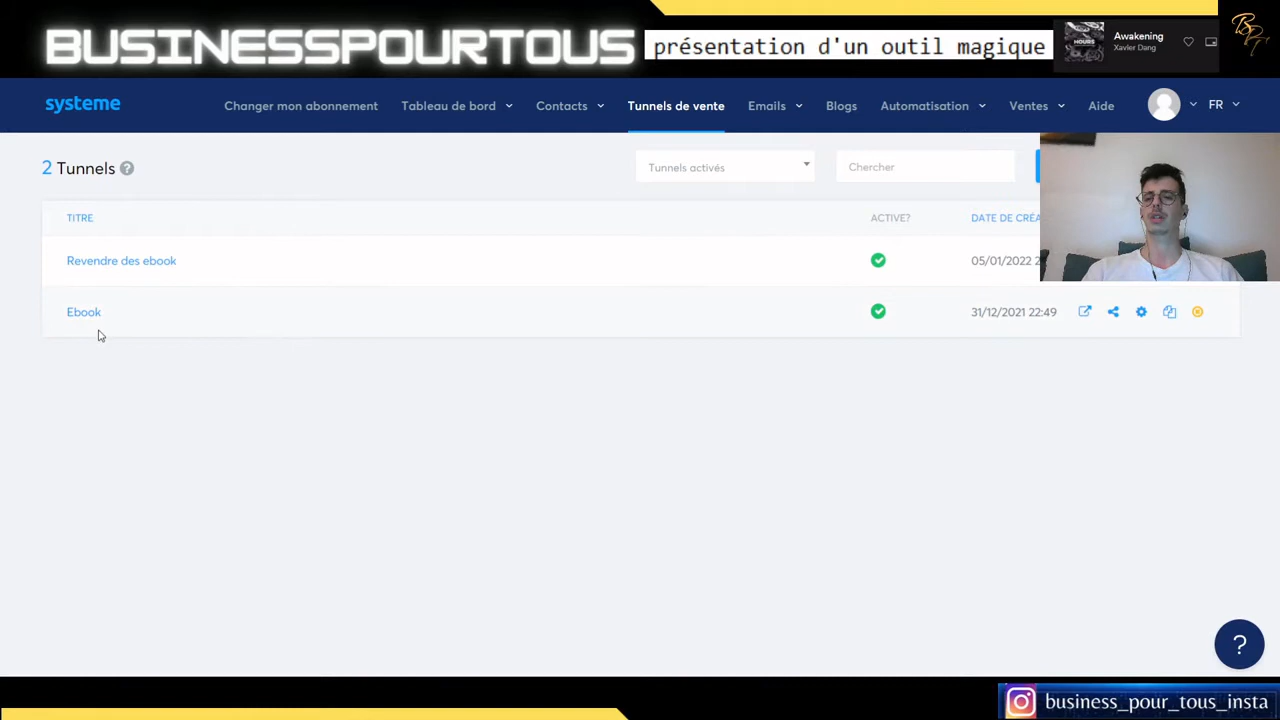 BUSINESSPOURTOUS
présentation d'un outil magique
Awakening
Xavier Dang
HOURS
systeme
Changer mon abonnement
Tableau de bord
Contacts
Tunnels de vente
Emails
Blogs
Automatisation
Ventes
Aide
FR
2 Tunnels ?
Tunnels activés
Chercher
TITRE
ACTIVE?
DATE DE CRÉA
Revendre des ebook
05/01/2022 2
Ebook
31/12/2021 22:49
?
business_pour_tous_insta